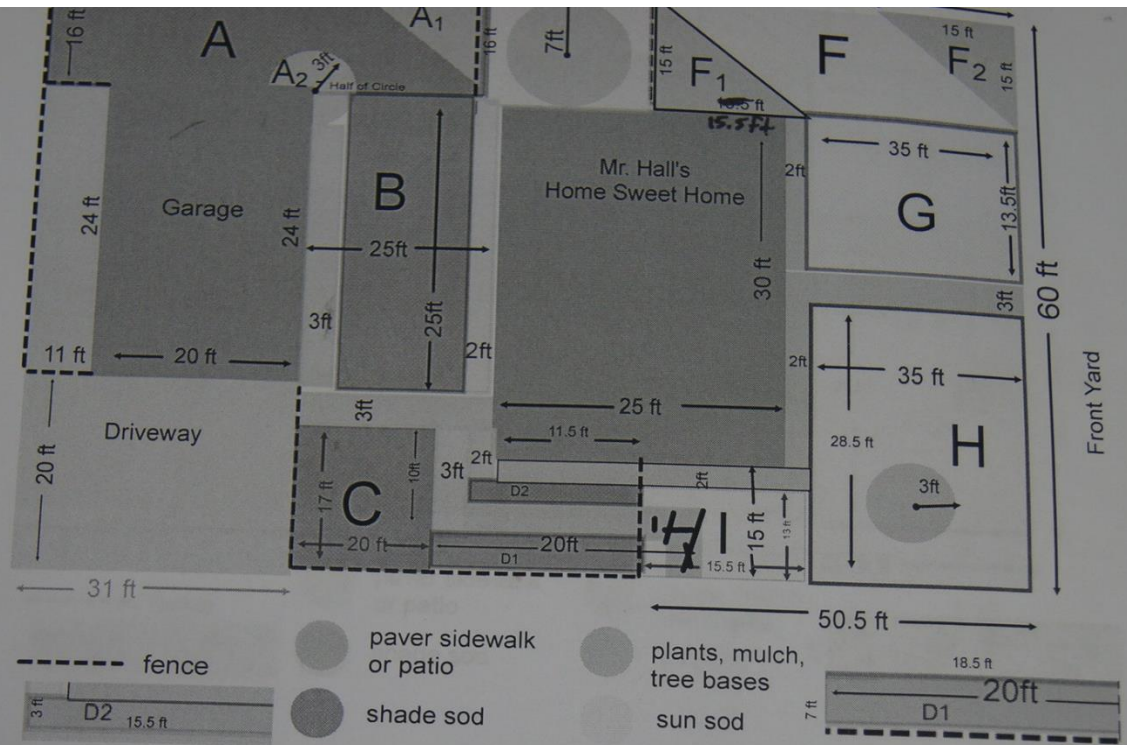 16 ft
A
A₁
A₂
3ft
Half of Circle
16 ft
7ft
15 ft
F₁
15.5 ft
F
15 ft
F₂
15 ft
24 ft
Garage
24 ft
B
25ft
25ft
3ft
2ft
11 ft
20 ft
Mr. Hall's
Home Sweet Home
30 ft
25 ft
2ft
2ft
35 ft
G
13.5ft
3ft
60 ft
Front Yard
35 ft
H
28.5 ft
3ft
Driveway
20 ft
31 ft
3ft
17 ft
C
10ft
20 ft
3ft
2ft
11.5 ft
D2
20ft
D1
2ft
I
15 ft
13 ft
15.5 ft
50.5 ft
fence
paver sidewalk
or patio
shade sod
plants, mulch,
tree bases
sun sod
3 ft
D2
15.5 ft
18.5 ft
20ft
D1
7 ft